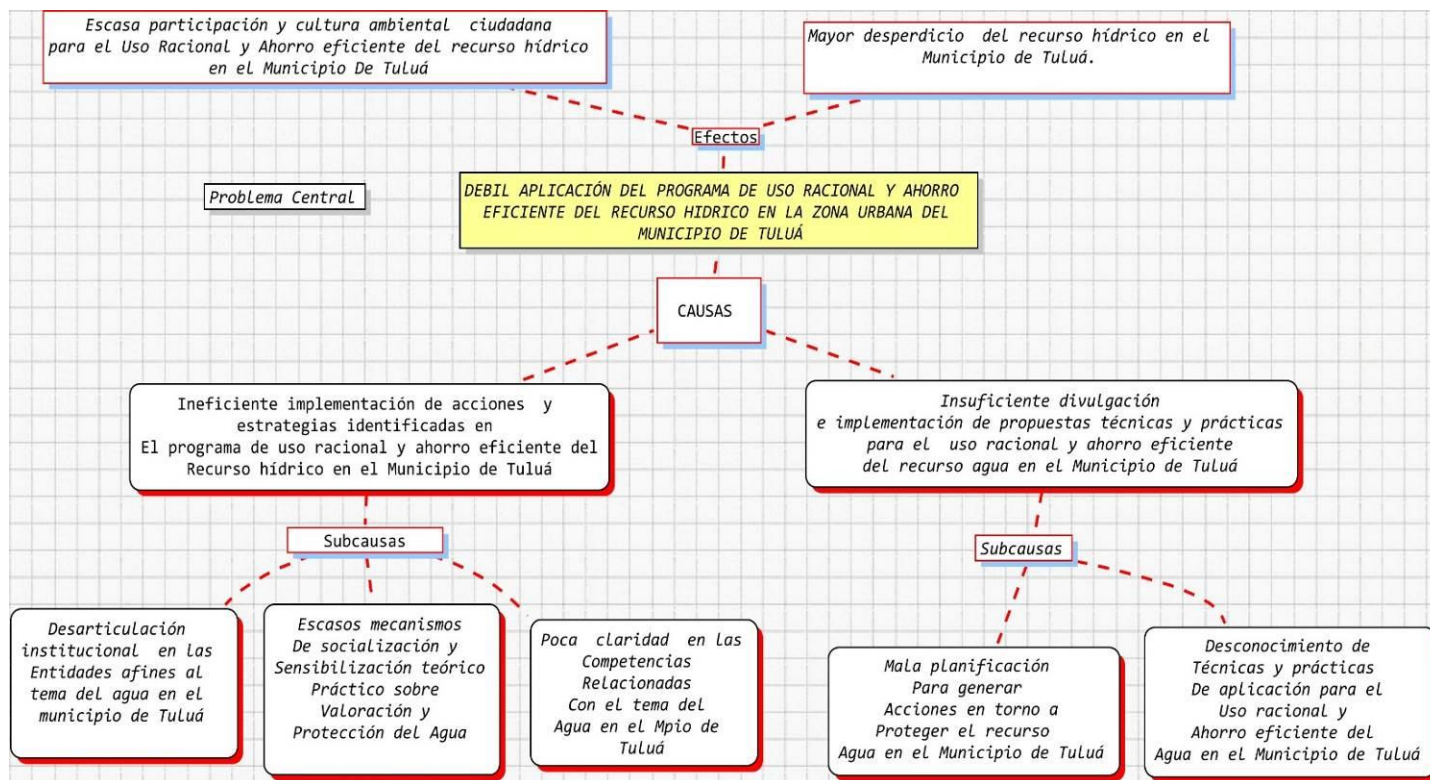 Escasa participación y cultura ambiental ciudadana
para el Uso Racional y Ahorro eficiente del recurso hídrico
en el Municipio De Tuluá
Mayor desperdicio del recurso hídrico en el
Municipio de Tuluá.
Efectos
Problema Central
DEBIL APLICACIÓN DEL PROGRAMA DE USO RACIONAL Y AHORRO
EFICIENTE DEL RECURSO HIDRICO EN LA ZONA URBANA DEL
MUNICIPIO DE TULUÁ
CAUSAS
Ineficiente implementación de acciones y
estrategias identificadas en
El programa de uso racional y ahorro eficiente del
Recurso hídrico en el Municipio de Tuluá
Insuficiente divulgación
e implementación de propuestas técnicas y prácticas
para el uso racional y ahorro eficiente
del recurso agua en el Municipio de Tuluá
Subcausas
Subcausas
Desarticulación
institucional en las
Entidades afines al
tema del agua en el
municipio de Tuluá
Escasos mecanismos
De socialización y
Sensibilización teórico
Práctico sobre
Valoración y
Protección del Agua
Poca claridad en las
Competencias
Relacionadas
Con el tema del
Agua en el Mpio de
Tuluá
Mala planificación
Para generar
Acciones en torno a
Proteger el recurso
Agua en el Municipio de Tuluá
Desconocimiento de
Técnicas y prácticas
De aplicación para el
Uso racional y
Ahorro eficiente del
Agua en el Municipio de Tuluá